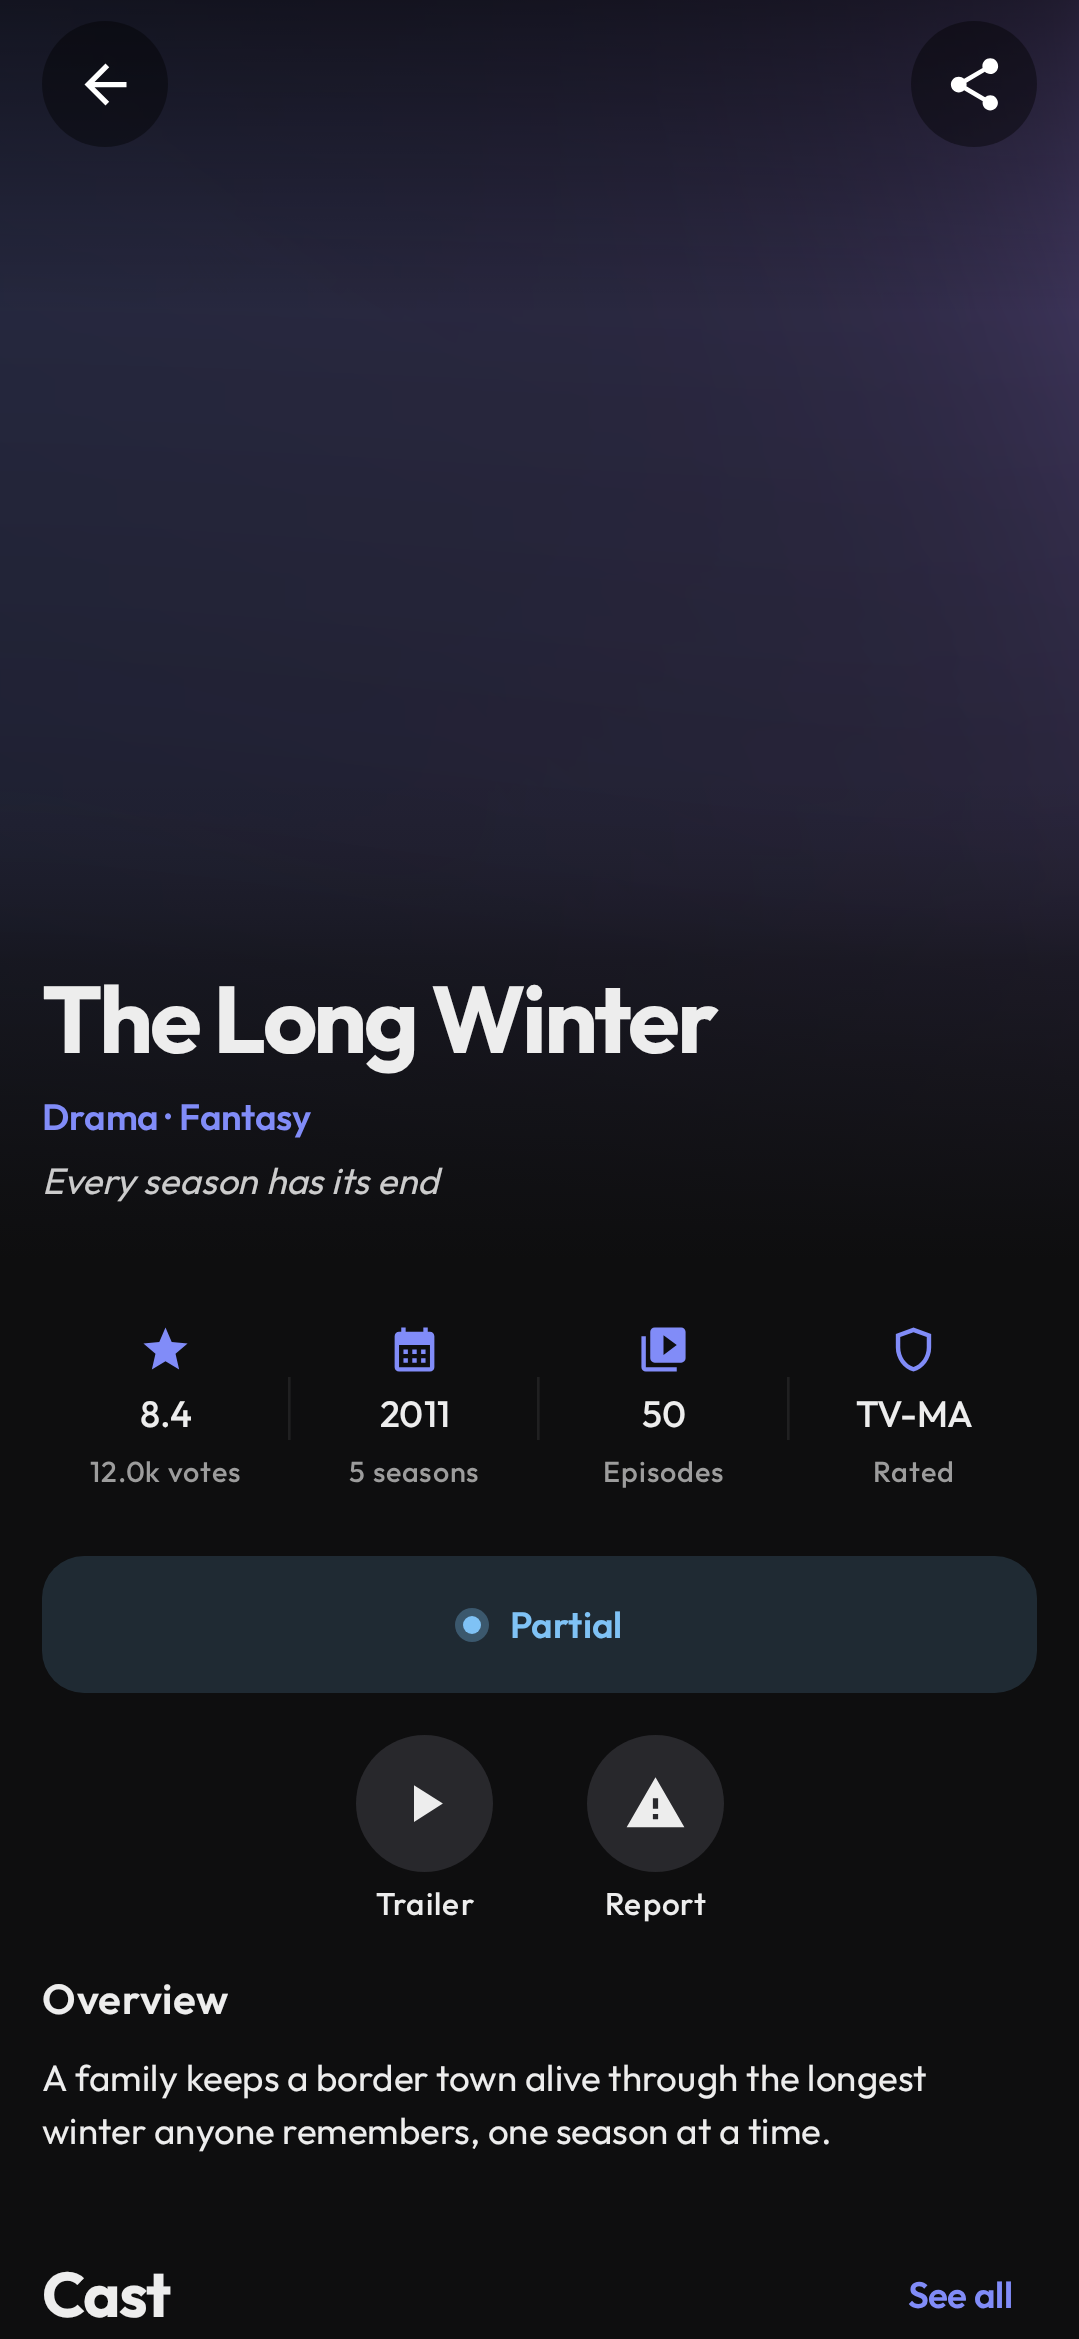 The Long Winter
Drama · Fantasy
Every season has its end
8.4
2011
50
TV-MA
12.0k votes
5 seasons
Episodes
Rated
Partial
Trailer
Report
Overview
A family keeps a border town alive through the longest
winter anyone remembers, one season at a time.
Cast
See all